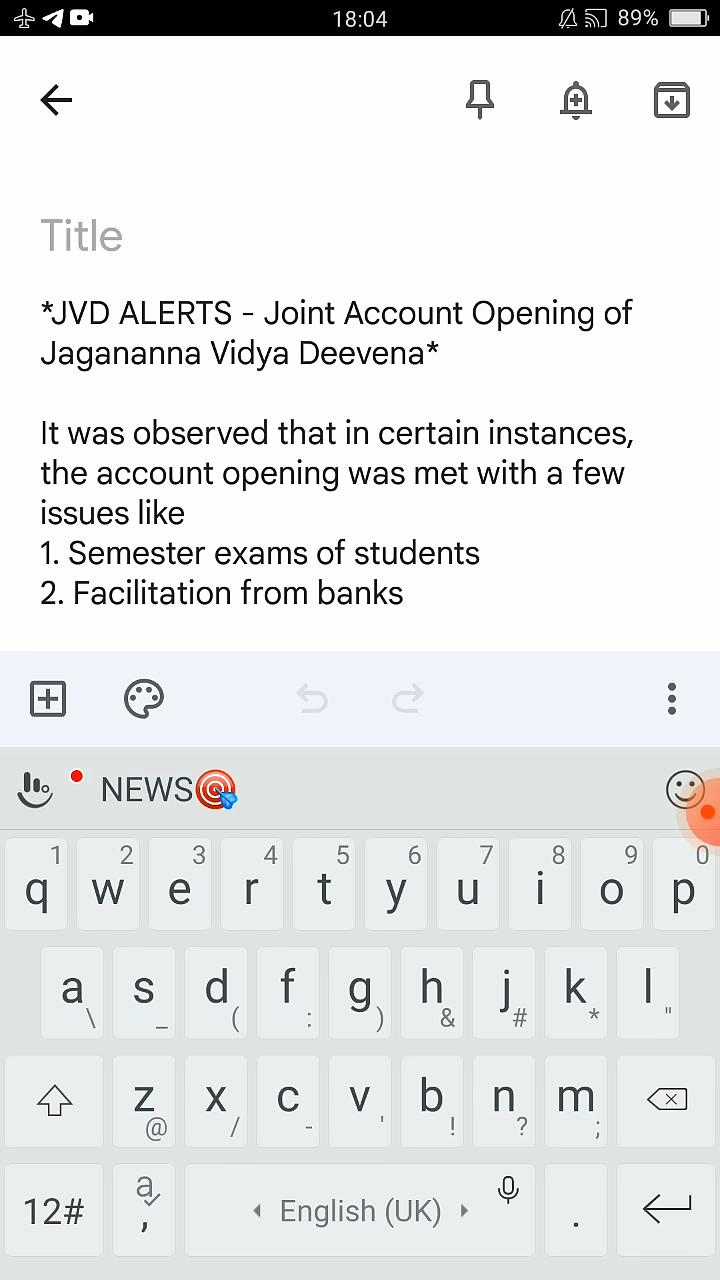 18:04
89%
Title
*JVD ALERTS - Joint Account Opening of
Jagananna Vidya Deevena*
It was observed that in certain instances,
the account opening was met with a few
issues like
1. Semester exams of students
2. Facilitation from banks
NEWS🎯
1 2 3 4 5 6 7 8 9 0
q w e r t y u i o p
a s d f g h j k l
\ _ ( : ) & # * "
z x c v b n m
@ / - ' ! ? ;
12# a , English (UK) .